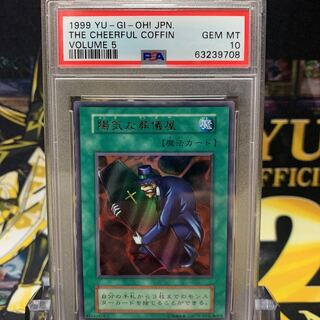 1999 YU-GI-OH! JPN.
THE CHEERFUL COFFIN
VOLUME 5
GEM MT
10
PSA
63239708
陽気な葬儀屋
魔
【魔法カード】
自分の手札から3枚までのモンス
ターカードを捨てることができる。
YU
OFFICI
2